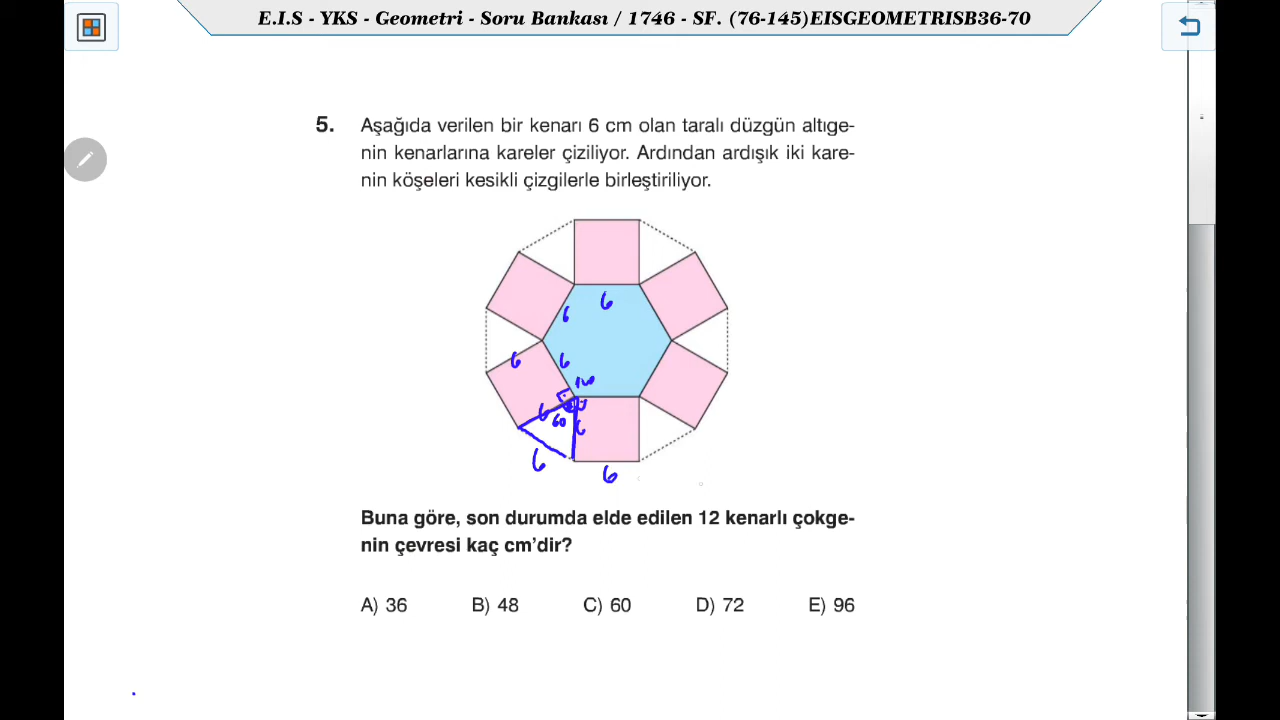 E.I.S - YKS - Geometri - Soru Bankası / 1746 - SF. (76-145)EISGEOMETRISB36-70
5. Aşağıda verilen bir kenarı 6 cm olan taralı düzgün altıge-
nin kenarlarına kareler çiziliyor. Ardından ardışık iki kare-
nin köşeleri kesikli çizgilerle birleştiriliyor.
6
6
6
6
120
6
60
6
6
6
Buna göre, son durumda elde edilen 12 kenarlı çokge-
nin çevresi kaç cm'dir?
A) 36 B) 48 C) 60 D) 72 E) 96